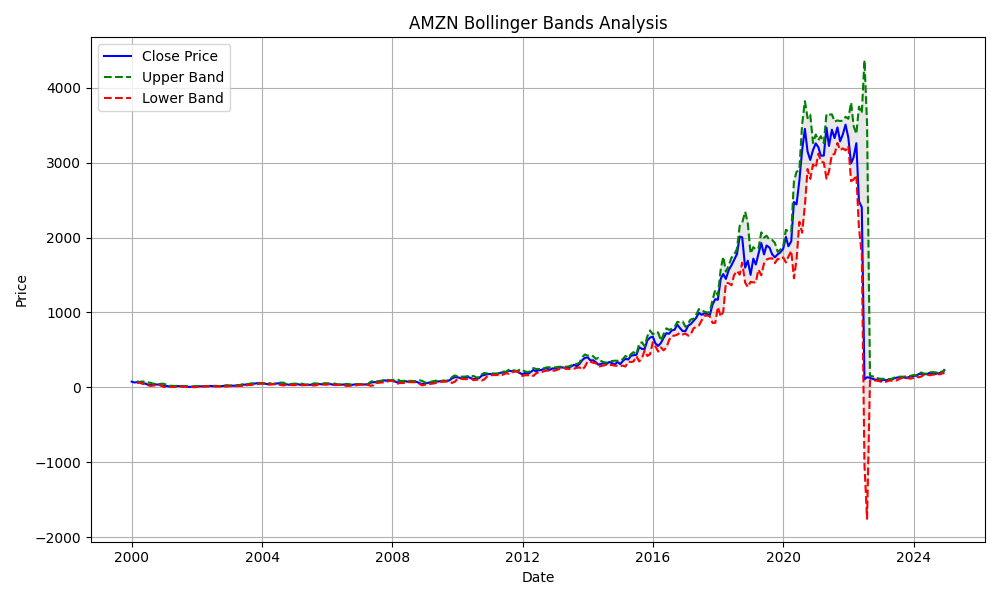 AMZN Bollinger Bands Analysis
Close Price
Upper Band
Lower Band
Price
4000
3000
2000
1000
0
−1000
−2000
2000 2004 2008 2012 2016 2020 2024
Date